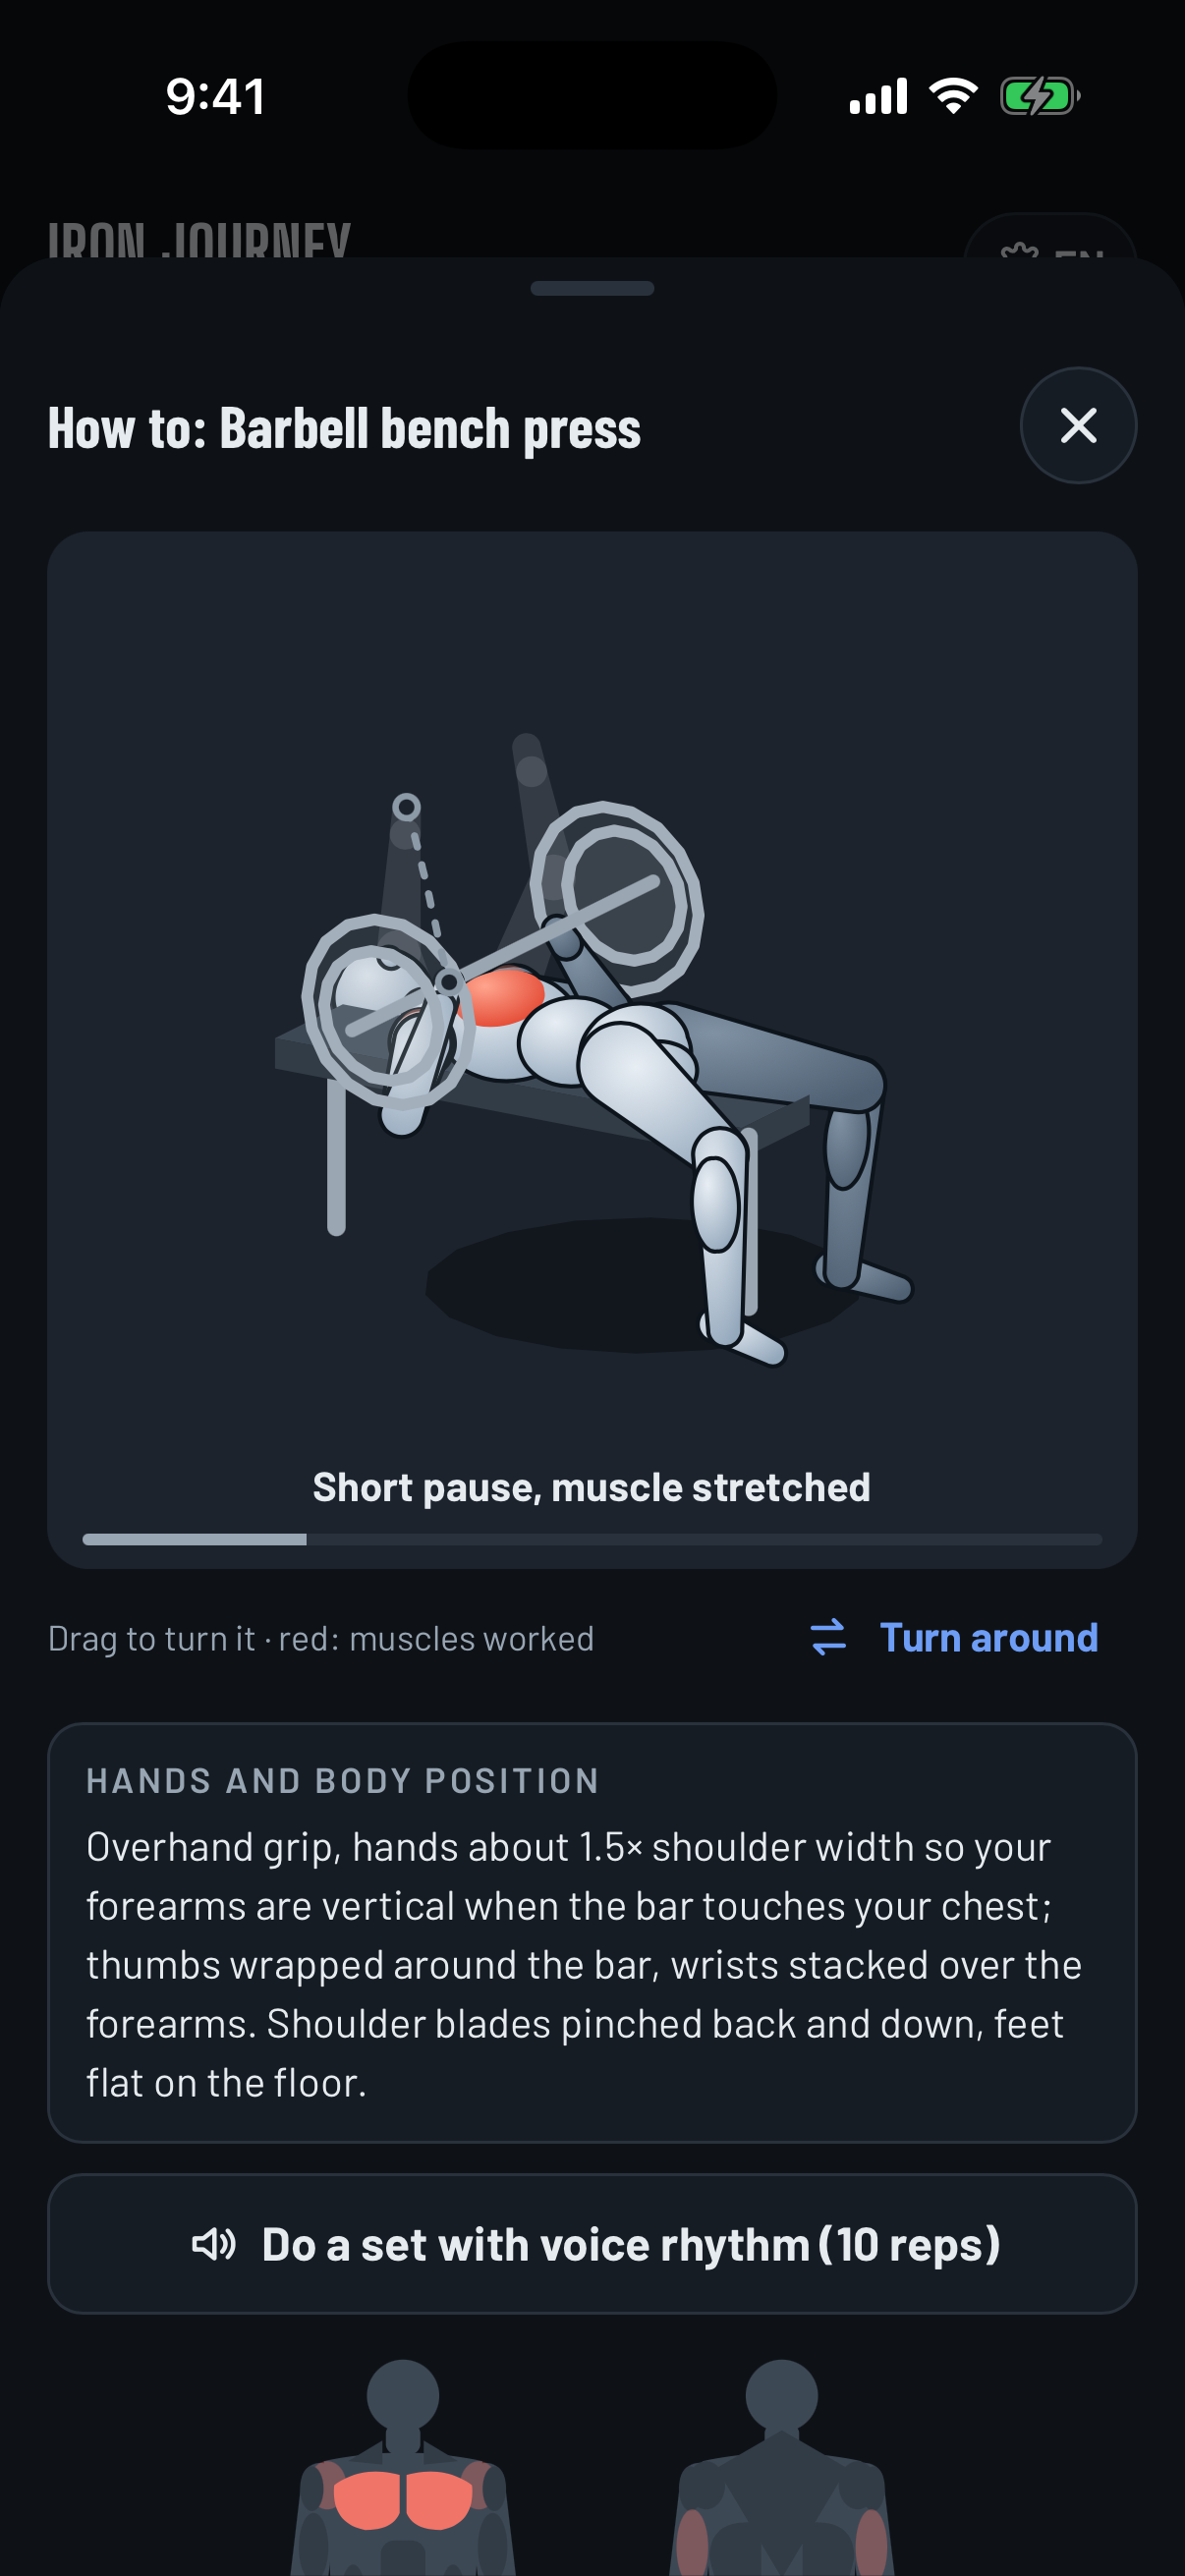 9:41
IRON JOURNEY
EN
How to: Barbell bench press
Short pause, muscle stretched
Drag to turn it · red: muscles worked
Turn around
HANDS AND BODY POSITION
Overhand grip, hands about 1.5× shoulder width so your
forearms are vertical when the bar touches your chest;
thumbs wrapped around the bar, wrists stacked over the
forearms. Shoulder blades pinched back and down, feet
flat on the floor.
Do a set with voice rhythm (10 reps)